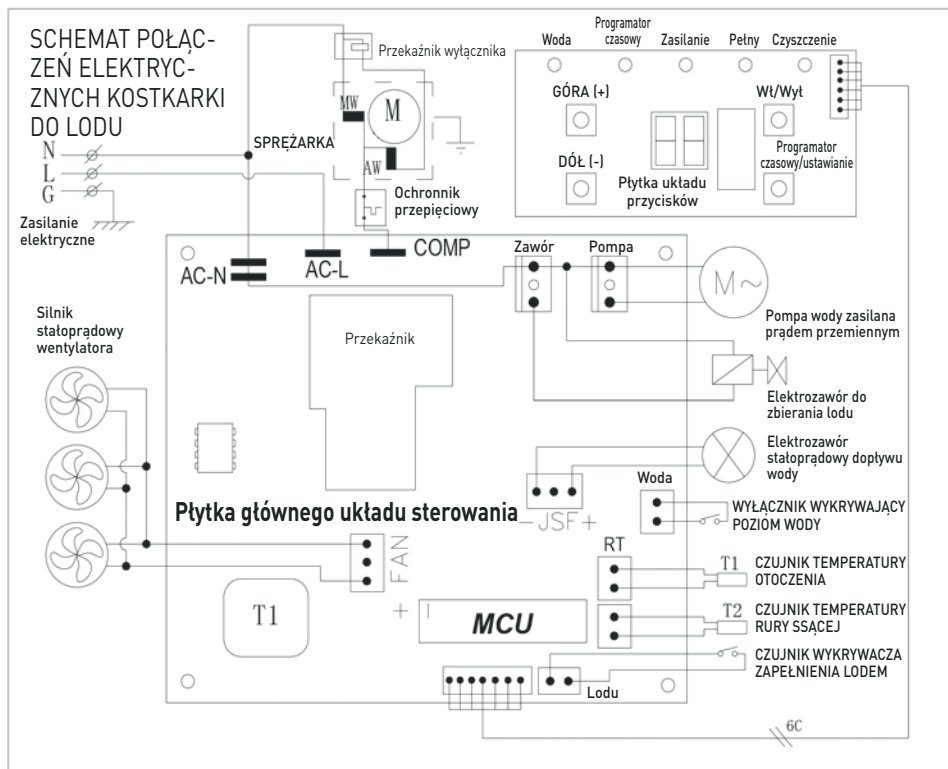 SCHEMAT POŁĄC-
ZEŃ ELEKTRYC-
ZNYCH KOSTKARKI
DO LODU
N
L
G
Zasilanie
elektryczne
SPRĘŻARKA
Przekaźnik wyłącznika
MW
M
AW
Ochronnik
przepięciowy
Woda
Programator
czasowy
Zasilanie
Pełny
Czyszczenie
GÓRA (+)
Wł/Wył
DÓŁ (-)
Programator
czasowy/ustawianie
Płytka układu
przycisków
AC-N
AC-L
COMP
Zawór
Pompa
M~
Pompa wody zasilana
prądem przemiennym
Silnik
stałoprądowy
wentylatora
Przekaźnik
Elektrozawór do
zbierania lodu
Elektrozawór
stałoprądowy dopływu
wody
Płytka głównego układu sterowania
-JSF+
Woda
WYŁĄCZNIK WYKRYWAJĄCY
POZIÓM WODY
FAN
+
RT
T1
CZUJNIK TEMPERATURY
OTOCZENIA
T1
MCU
T2
CZUJNIK TEMPERATURY
RURY SSĄCEJ
CZUJNIK WYKRYWACZA
ZAPEŁNIENIA LODEM
Lodu
6C